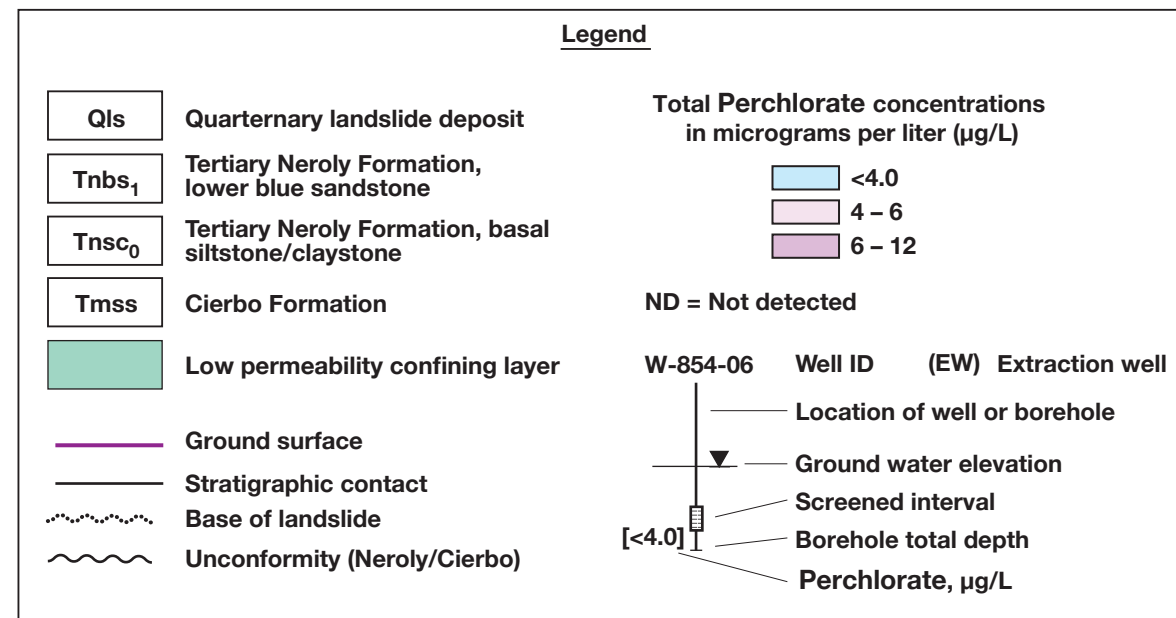 Legend
Qls Quarternary landslide deposit
Tnbs₁ Tertiary Neroly Formation,
lower blue sandstone
Tnsc₀ Tertiary Neroly Formation, basal
siltstone/claystone
Tmss Cierbo Formation
Low permeability confining layer
Ground surface
Stratigraphic contact
Base of landslide
Unconformity (Neroly/Cierbo)
Total Perchlorate concentrations
in micrograms per liter (µg/L)
<4.0
4 – 6
6 – 12
ND = Not detected
W-854-06 Well ID (EW) Extraction well
Location of well or borehole
Ground water elevation
Screened interval
[<4.0] Borehole total depth
Perchlorate, µg/L